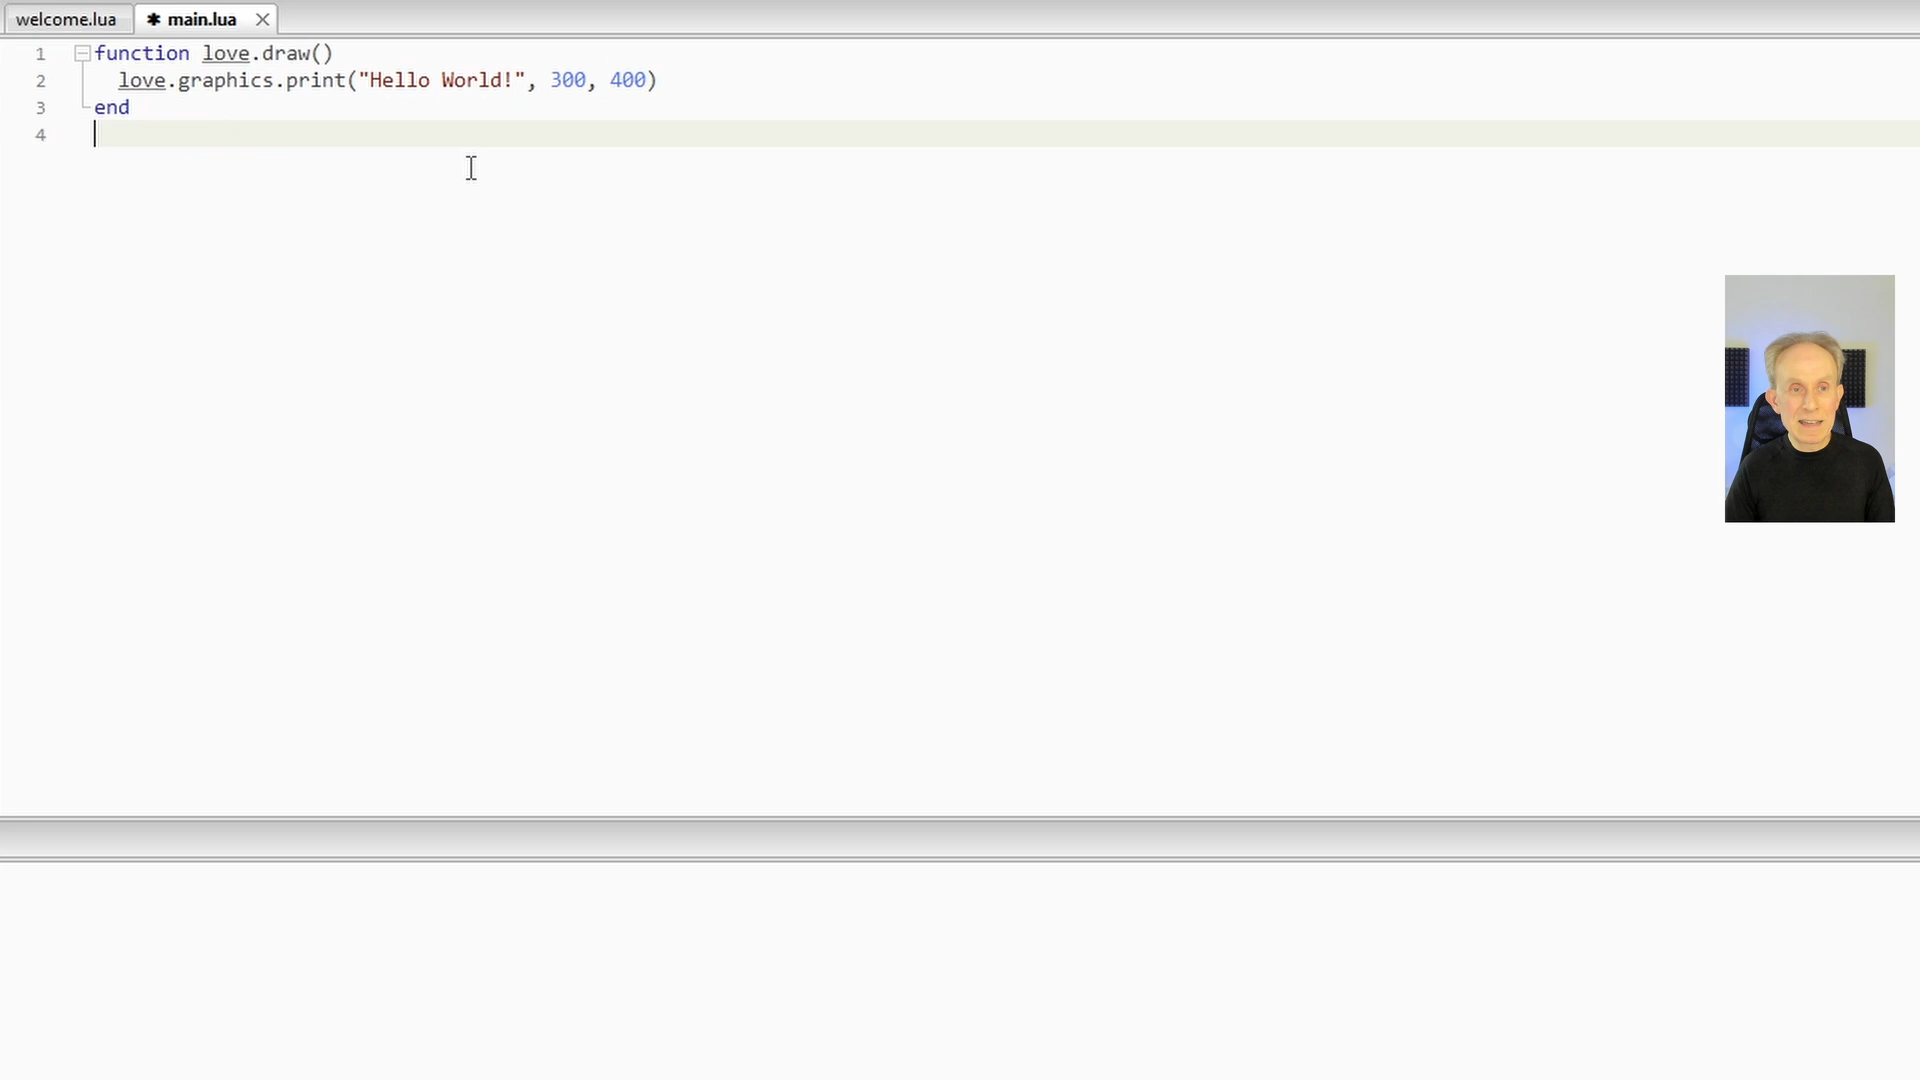 welcome.lua ✱ main.lua
1 function love.draw()
2 love.graphics.print("Hello World!", 300, 400)
3 end
4